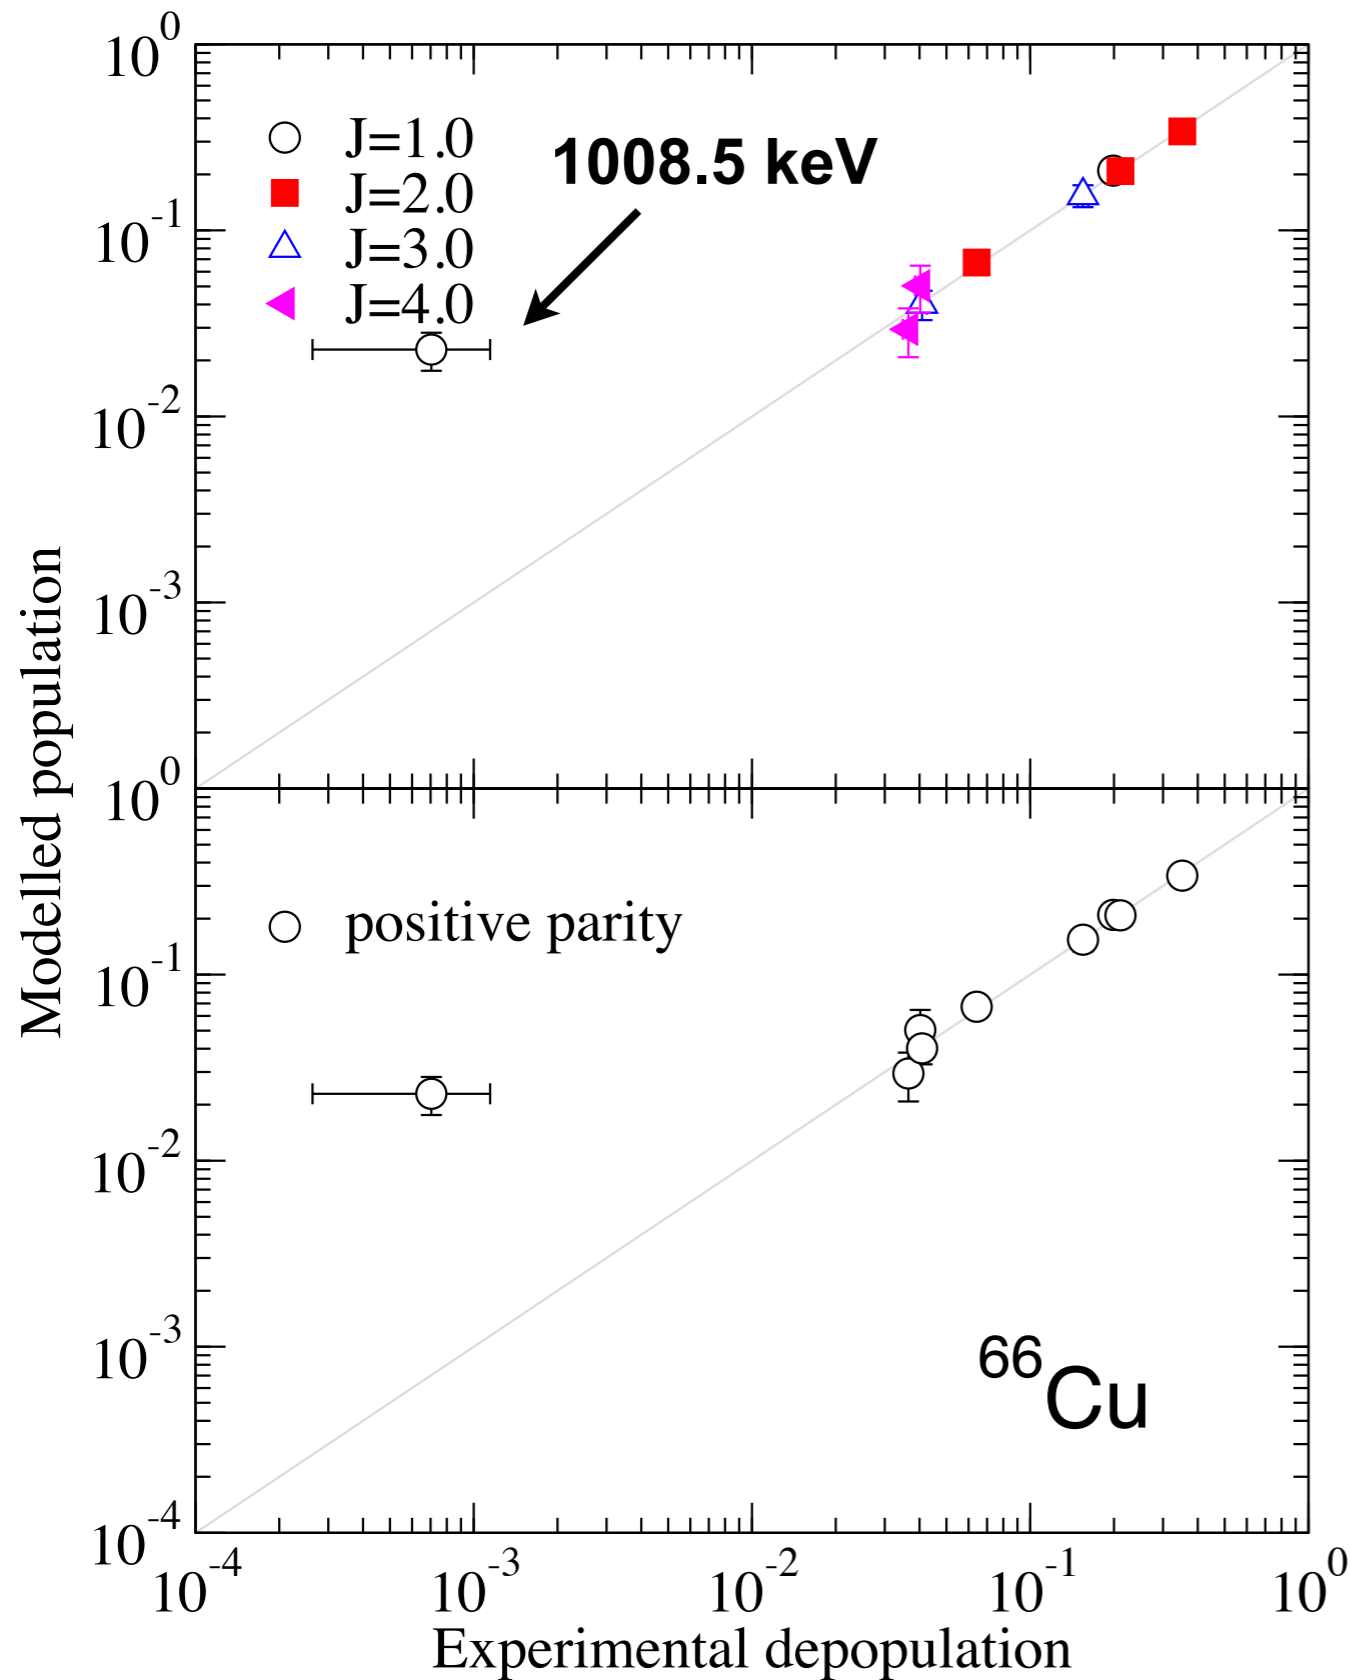 10^0
J=1.0
1008.5 keV
J=2.0
10^-1
J=3.0
J=4.0
10^-2
10^-3
Modelled population
10^0
positive parity
10^-1
10^-2
10^-3
^66Cu
10^-4
10^-4 10^-3 10^-2 10^-1 10^0
Experimental depopulation